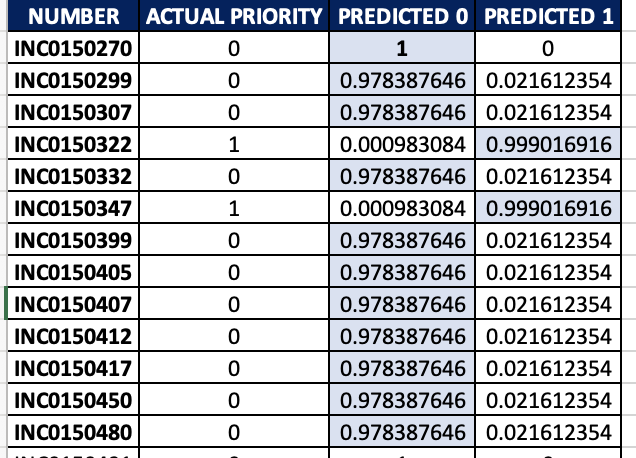 NUMBER ACTUAL PRIORITY PREDICTED 0 PREDICTED 1
INC0150270 0 1 0
INC0150299 0 0.978387646 0.021612354
INC0150307 0 0.978387646 0.021612354
INC0150322 1 0.000983084 0.999016916
INC0150332 0 0.978387646 0.021612354
INC0150347 1 0.000983084 0.999016916
INC0150399 0 0.978387646 0.021612354
INC0150405 0 0.978387646 0.021612354
INC0150407 0 0.978387646 0.021612354
INC0150412 0 0.978387646 0.021612354
INC0150417 0 0.978387646 0.021612354
INC0150450 0 0.978387646 0.021612354
INC0150480 0 0.978387646 0.021612354